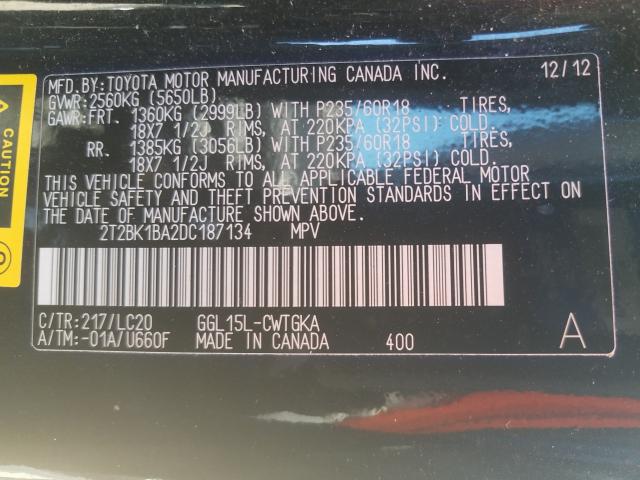 MFD.BY:TOYOTA MOTOR MANUFACTURING CANADA INC. 12/12
GVWR:2560KG (5650LB)
GAWR:FRT. 1360KG (2999LB) WITH P235/60R18 TIRES,
18X7 1/2J RIMS, AT 220KPA (32PSI) COLD.
RR. 1385KG (3056LB) WITH P235/60R18 TIRES,
18X7 1/2J RIMS, AT 220KPA (32PSI) COLD.
THIS VEHICLE CONFORMS TO ALL APPLICABLE FEDERAL MOTOR
VEHICLE SAFETY AND THEFT PREVENTION STANDARDS IN EFFECT ON
THE DATE OF MANUFACTURE SHOWN ABOVE.
2T2BK1BA2DC187134 MPV
C/TR:217/LC20 GGL15L-CWTGKA
A/TM:-01A/U660F MADE IN CANADA 400 A
CAUTION